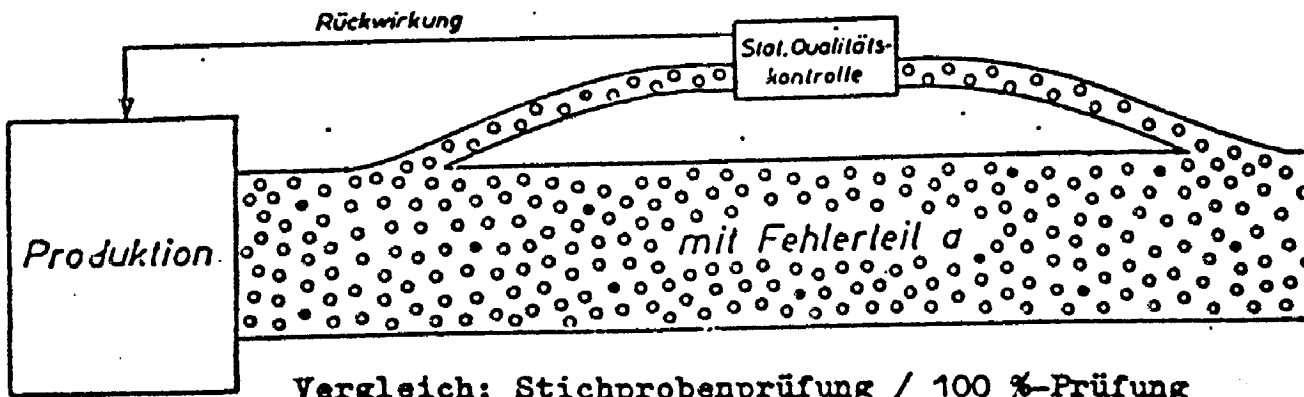 Rückwirkung
Stat. Qualitäts-
kontrolle
Produktion
mit Fehlerteil a
Vergleich: Stichprobenprüfung / 100 %-Prüfung